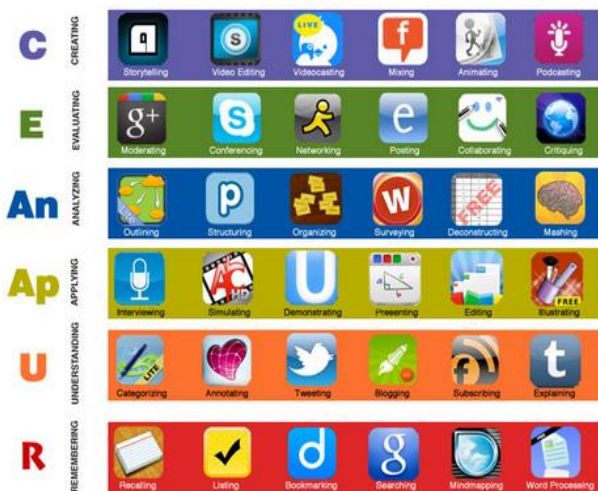 C
CREATING
LIVE
S
f
Storytelling Video Editing Videocasting Mixing Animating Podcasting
E
EVALUATING
g+ S e
Moderating Conferencing Networking Posting Collaborating Critiquing
An
ANALYZING
p W FREE
Outlining Structuring Organizing Surveying Deconstructing Mashing
Ap
APPLYING
AC HD U a c b FREE
Interviewing Simulating Demonstrating Presenting Editing Illustrating
U
UNDERSTANDING
LITE t
Categorizing Annotating Tweeting Blogging Subscribing Explaining
R
REMEMBERING
d g
Recalling Listing Bookmarking Searching Mindmapping Word Processing